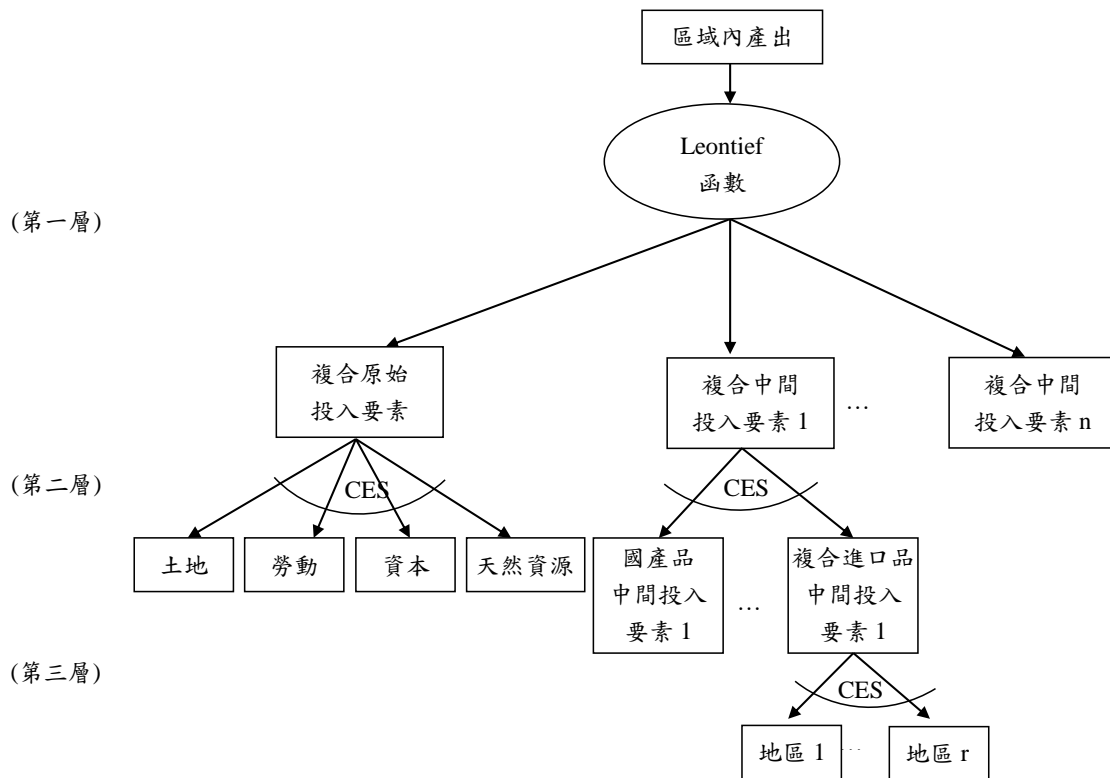 區域內產出
Leontief
函數
(第一層)
複合原始
投入要素
複合中間
投入要素 1
…
複合中間
投入要素 n
(第二層)
CES
CES
土地
勞動
資本
天然資源
國產品
中間投入
要素 1
…
複合進口品
中間投入
要素 1
(第三層)
CES
地區 1
…
地區 r